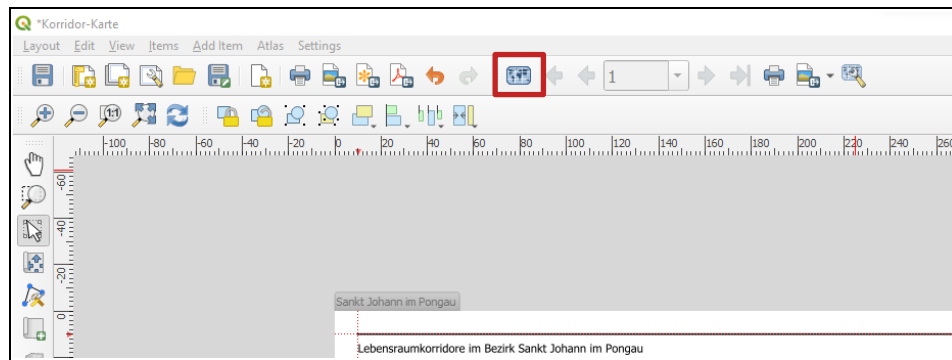 *Korridor-Karte
Layout Edit View Items Add Item Atlas Settings
1
1:1
-100 -80 -60 -40 -20 0 20 40 60 80 100 120 140 160 180 200 220 240 260
-60
-40
-20
0
Sankt Johann im Pongau
Lebensraumkorridore im Bezirk Sankt Johann im Pongau